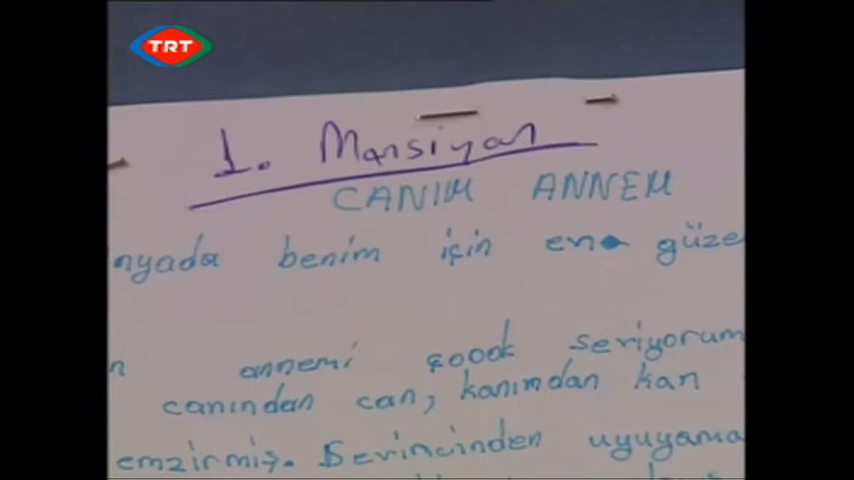 TRT
1. Mansiyon
CANIM ANNEM
nyada benim için en güze
n annemi çoook seviyorum
canından can, kanımdan kan
emzirmiş. Sevincinden uyuyama